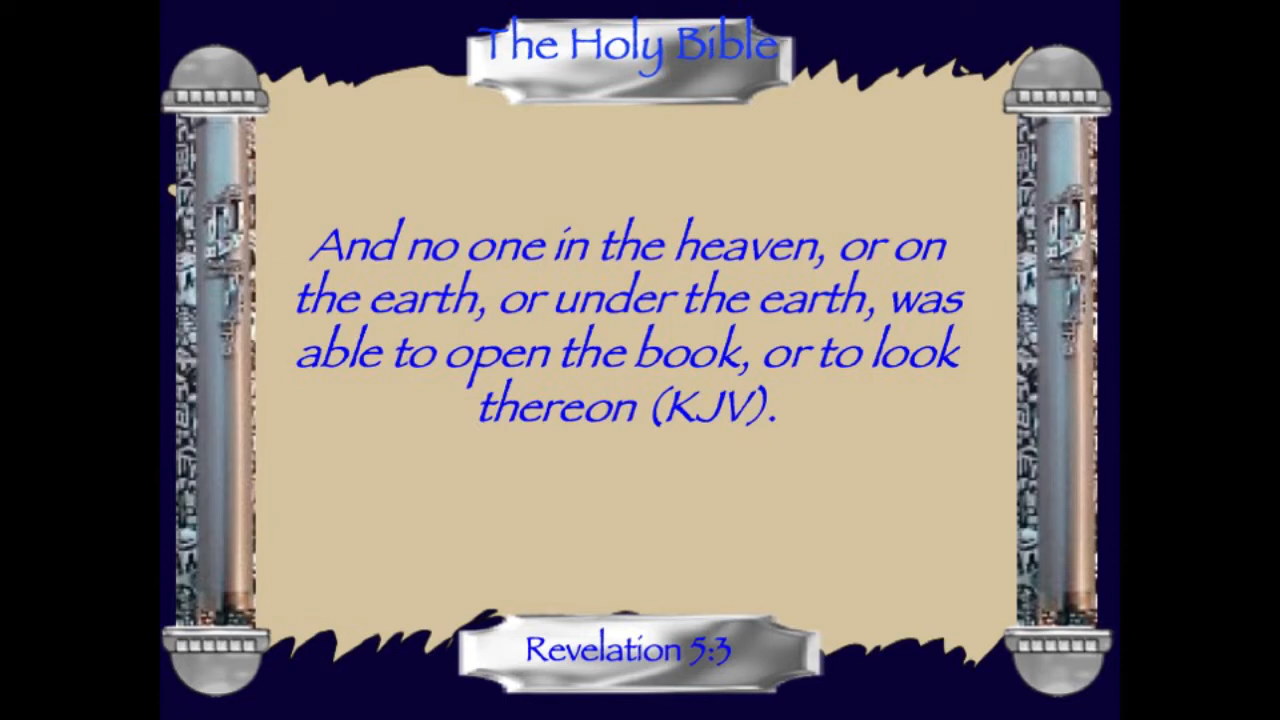 The Holy Bible
And no one in the heaven, or on
the earth, or under the earth, was
able to open the book, or to look
thereon (KJV).
Revelation 5:3